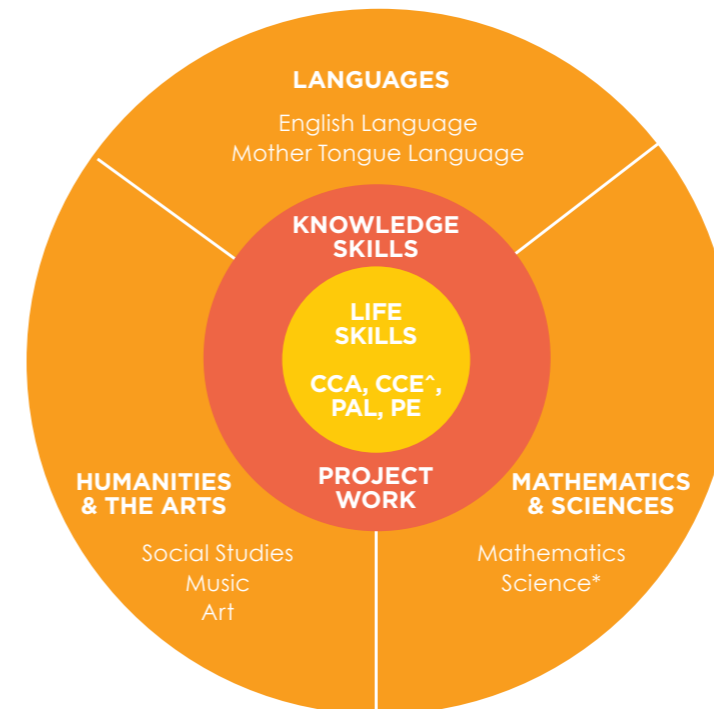 LANGUAGES
English Language
Mother Tongue Language
KNOWLEDGE
SKILLS
LIFE
SKILLS
CCA, CCE^,
PAL, PE
PROJECT
WORK
HUMANITIES
& THE ARTS
Social Studies
Music
Art
MATHEMATICS
& SCIENCES
Mathematics
Science*